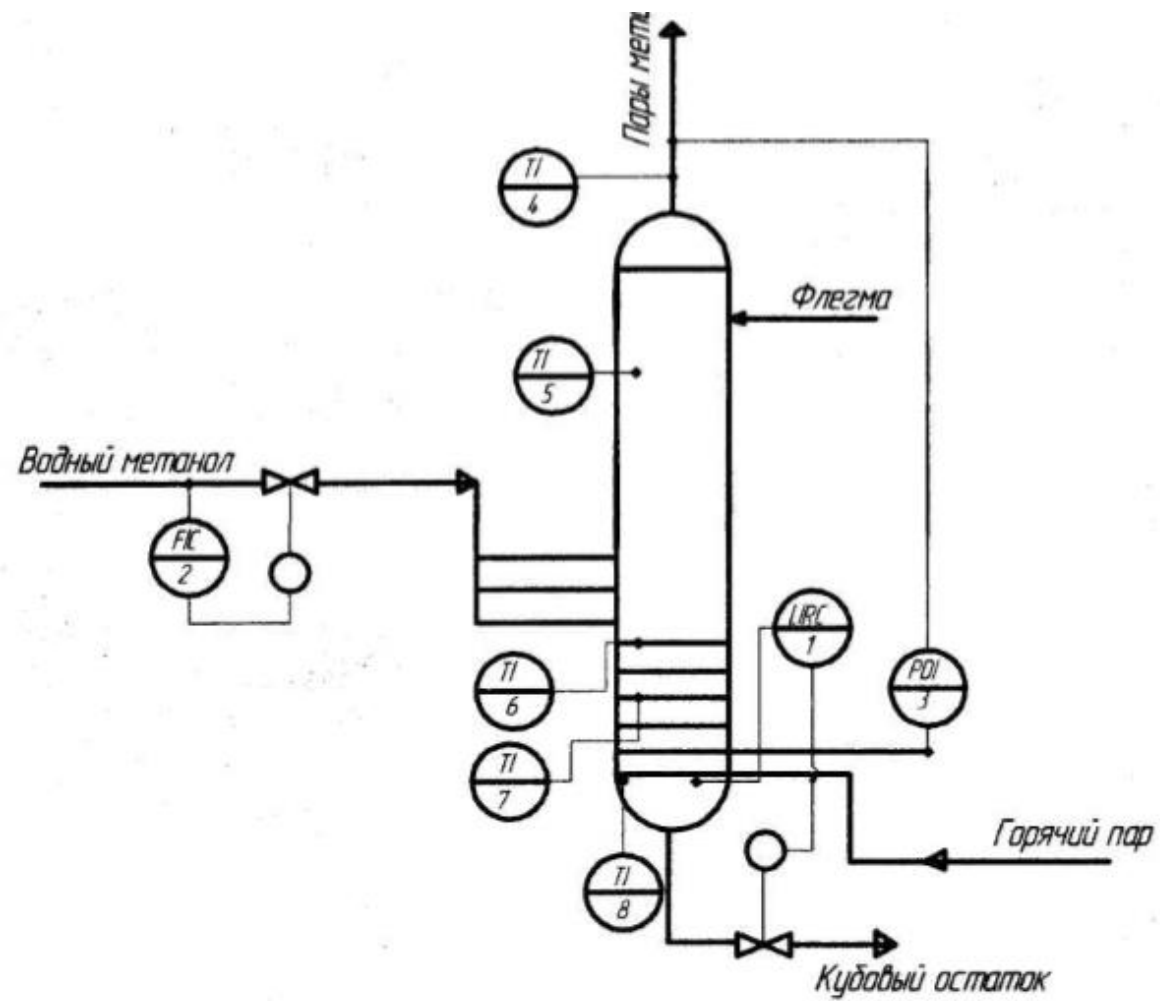 Пары
TI
4
Флегма
TI
5
Водный метанол
FIC
2
LIRC
1
TI
6
PDI
3
TI
7
Горячий пар
TI
8
Кубовый остаток